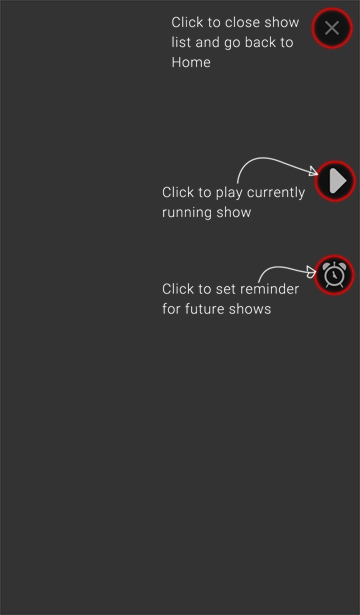 Click to close show
list and go back to
Home
Click to play currently
running show
Click to set reminder
for future shows